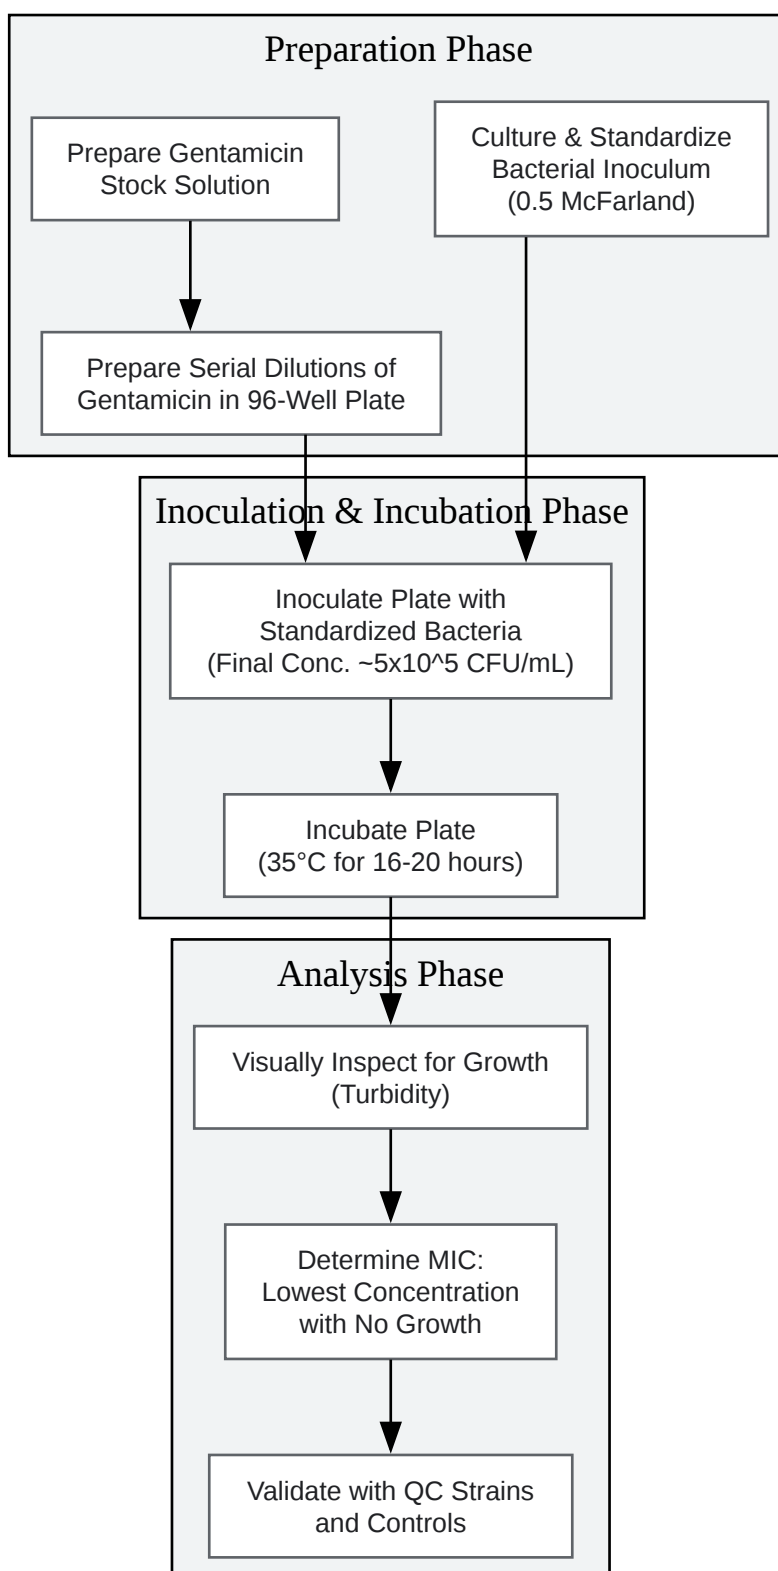 Preparation Phase
Prepare Gentamicin
Stock Solution
Culture & Standardize
Bacterial Inoculum
(0.5 McFarland)
Prepare Serial Dilutions of
Gentamicin in 96-Well Plate
Inoculation & Incubation Phase
Inoculate Plate with
Standardized Bacteria
(Final Conc. ~5x10^5 CFU/mL)
Incubate Plate
(35°C for 16-20 hours)
Analysis Phase
Visually Inspect for Growth
(Turbidity)
Determine MIC:
Lowest Concentration
with No Growth
Validate with QC Strains
and Controls